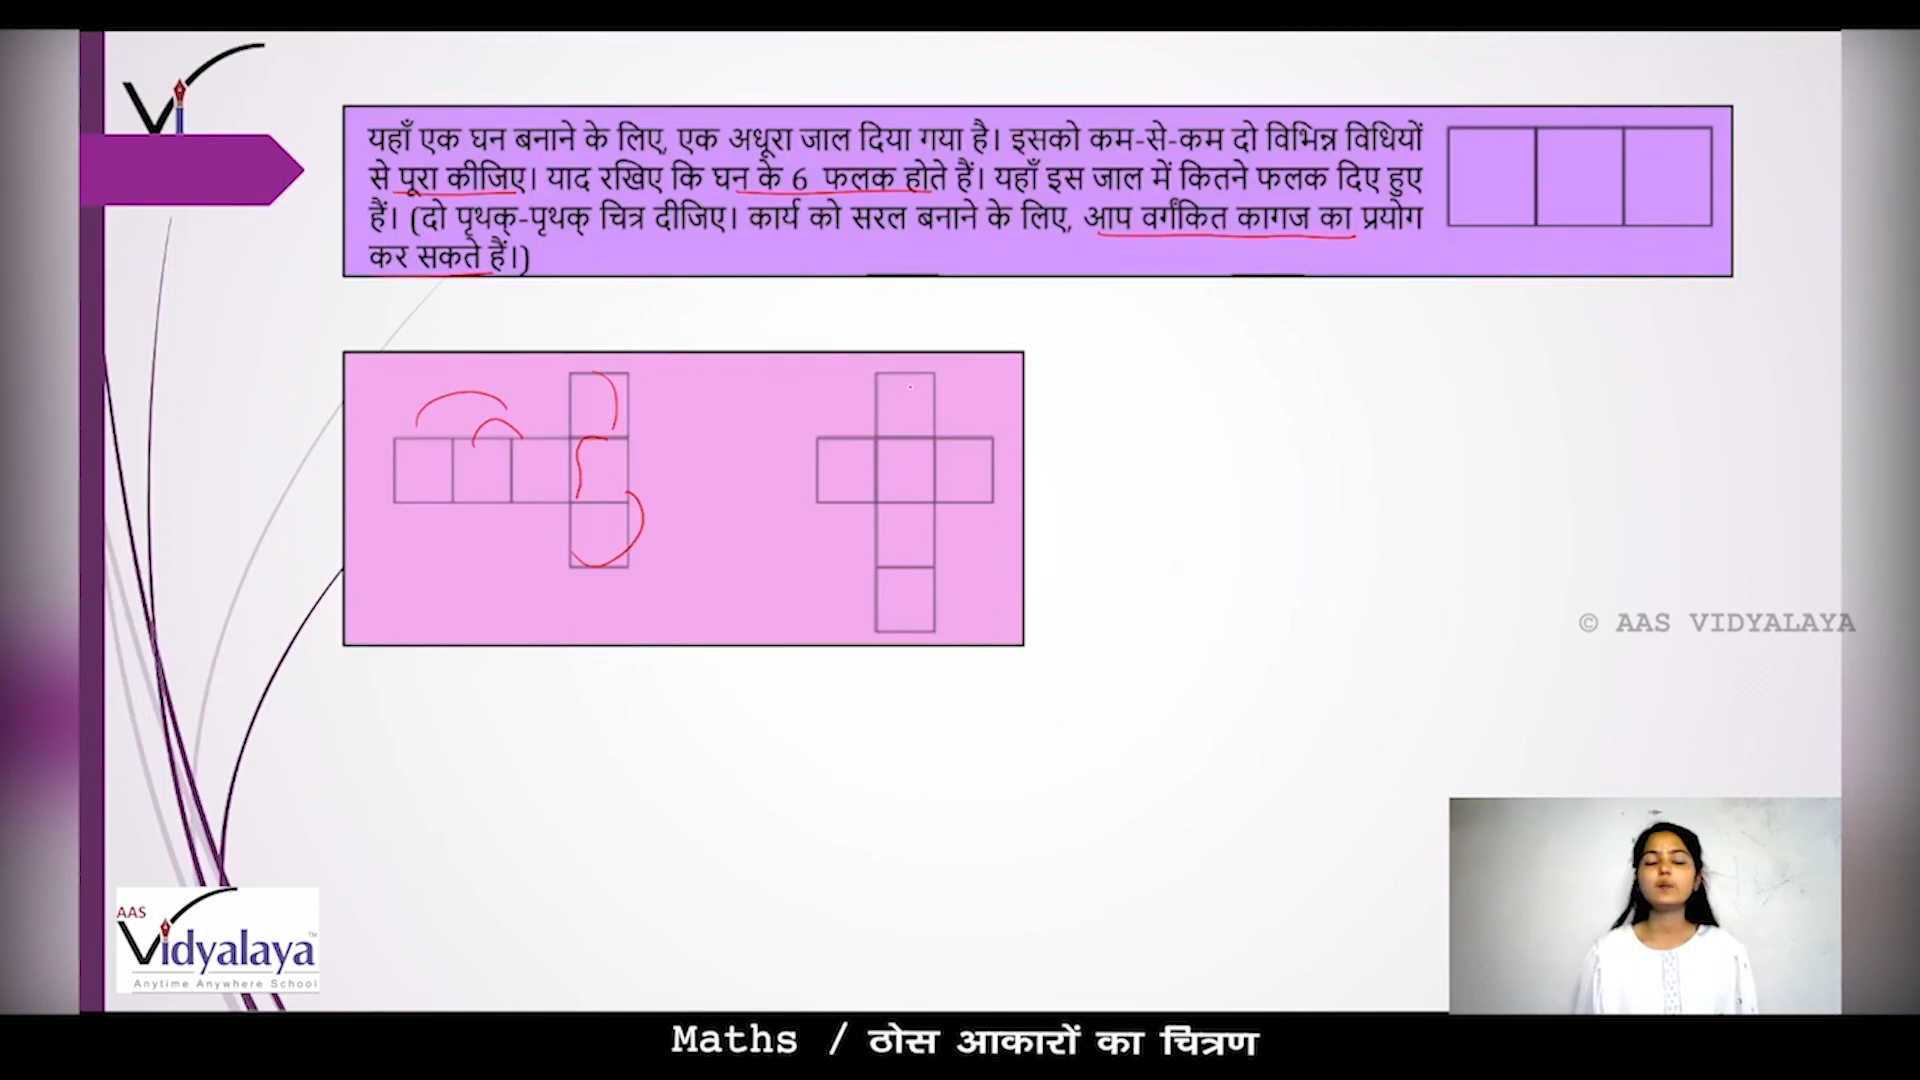 यहाँ एक घन बनाने के लिए, एक अधूरा जाल दिया गया है। इसको कम-से-कम दो विभिन्न विधियों
से पूरा कीजिए। याद रखिए कि घन के 6 फलक होते हैं। यहाँ इस जाल में कितने फलक दिए हुए
हैं। (दो पृथक्-पृथक् चित्र दीजिए। कार्य को सरल बनाने के लिए, आप वर्गंकित कागज का प्रयोग
कर सकते हैं।)
© AAS VIDYALAYA
AAS
Vidyalaya™
Anytime Anywhere School
Maths / ठोस आकारों का चित्रण